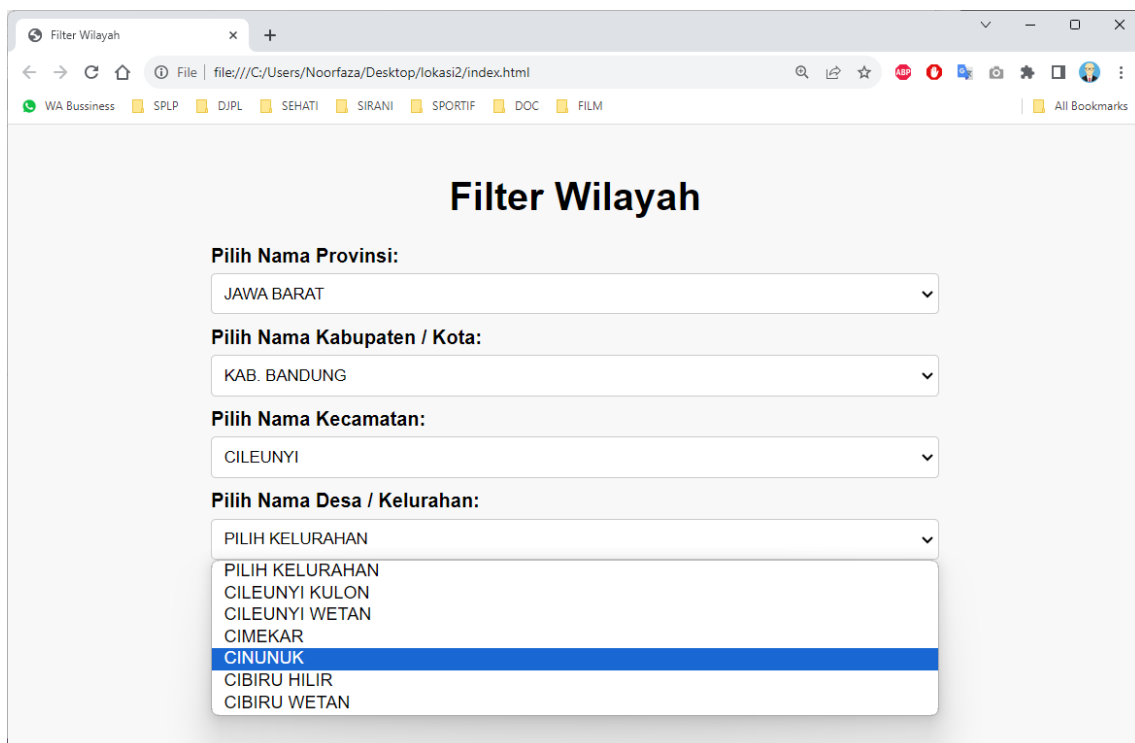 Filter Wilayah
File file:///C:/Users/Noorfaza/Desktop/lokasi2/index.html ABP
WA Bussiness SPLP DJPL SEHATI SIRANI SPORTIF DOC FILM All Bookmarks
Filter Wilayah
Pilih Nama Provinsi:
JAWA BARAT
Pilih Nama Kabupaten / Kota:
KAB. BANDUNG
Pilih Nama Kecamatan:
CILEUNYI
Pilih Nama Desa / Kelurahan:
PILIH KELURAHAN
PILIH KELURAHAN
CILEUNYI KULON
CILEUNYI WETAN
CIMEKAR
CINUNUK
CIBIRU HILIR
CIBIRU WETAN